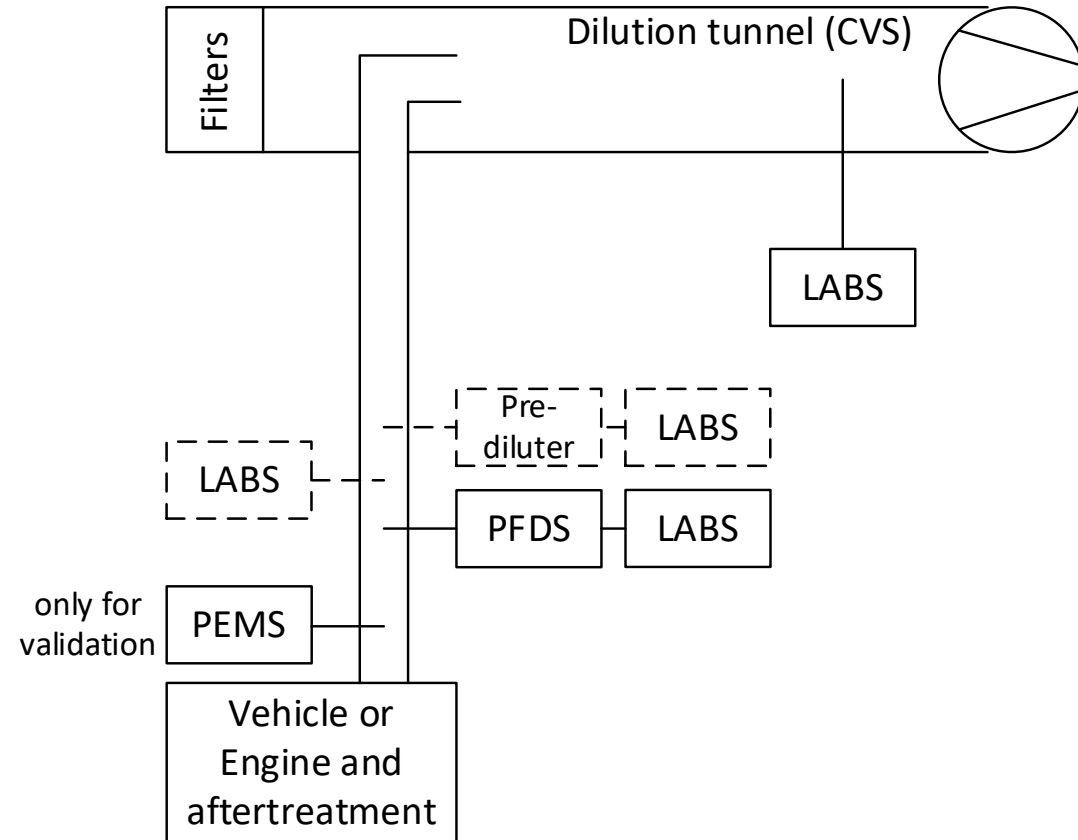 Filters
Dilution tunnel (CVS)
LABS
Pre-
diluter
LABS
LABS
PFDS
LABS
only for
validation
PEMS
Vehicle or
Engine and
aftertreatment